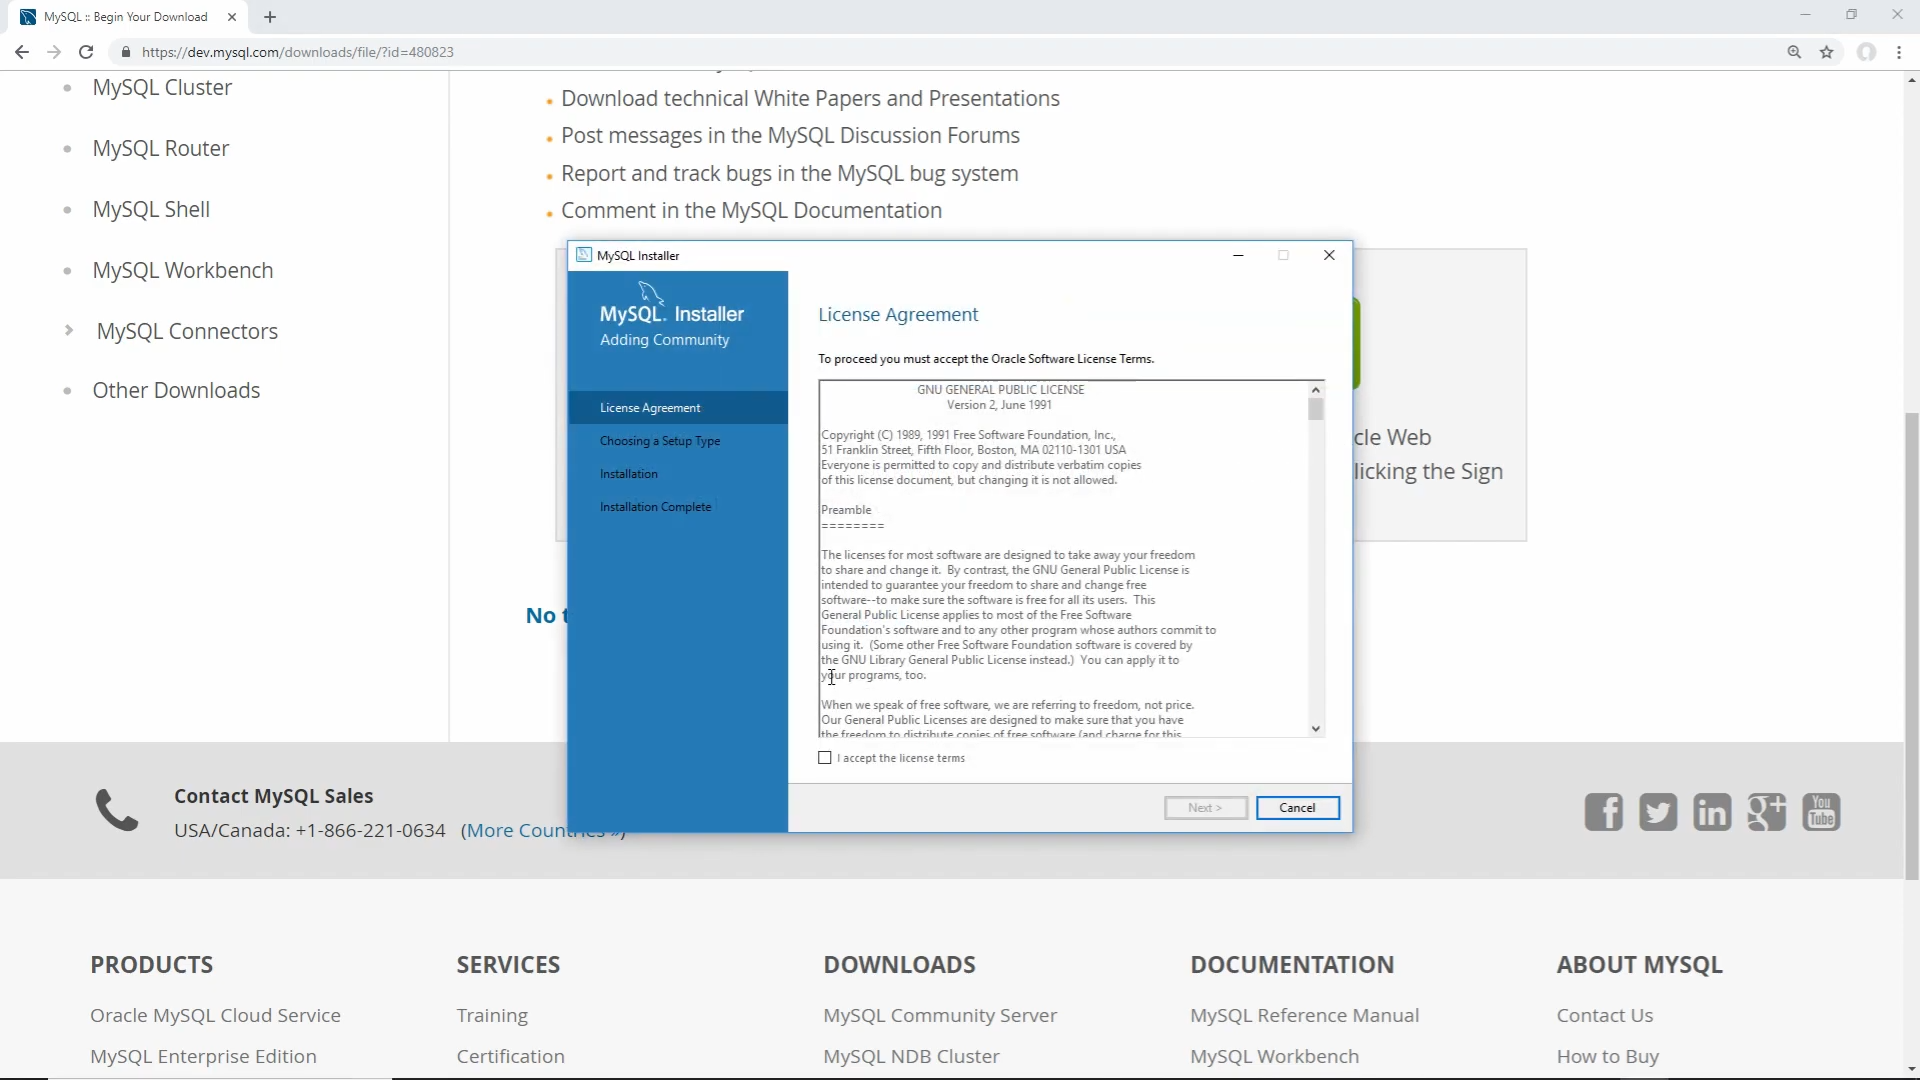 MySQL :: Begin Your Download
https://dev.mysql.com/downloads/file/?id=480823
MySQL Cluster
MySQL Router
MySQL Shell
MySQL Workbench
MySQL Connectors
Other Downloads
Download technical White Papers and Presentations
Post messages in the MySQL Discussion Forums
Report and track bugs in the MySQL bug system
Comment in the MySQL Documentation
MySQL Installer
MySQL. Installer
Adding Community
License Agreement
Choosing a Setup Type
Installation
Installation Complete
License Agreement
To proceed you must accept the Oracle Software License Terms.
GNU GENERAL PUBLIC LICENSE
Version 2, June 1991
Copyright (C) 1989, 1991 Free Software Foundation, Inc.,
51 Franklin Street, Fifth Floor, Boston, MA 02110-1301 USA
Everyone is permitted to copy and distribute verbatim copies
of this license document, but changing it is not allowed.
Preamble
========
The licenses for most software are designed to take away your freedom
to share and change it. By contrast, the GNU General Public License is
intended to guarantee your freedom to share and change free
software--to make sure the software is free for all its users. This
General Public License applies to most of the Free Software
Foundation's software and to any other program whose authors commit to
using it. (Some other Free Software Foundation software is covered by
the GNU Library General Public License instead.) You can apply it to
your programs, too.
When we speak of free software, we are referring to freedom, not price.
Our General Public Licenses are designed to make sure that you have
the freedom to distribute copies of free software (and charge for this
I accept the license terms
Next >
Cancel
cle Web
licking the Sign
No t
Contact MySQL Sales
USA/Canada: +1-866-221-0634 (More Countries »)
You Tube
PRODUCTS
Oracle MySQL Cloud Service
MySQL Enterprise Edition
SERVICES
Training
Certification
DOWNLOADS
MySQL Community Server
MySQL NDB Cluster
DOCUMENTATION
MySQL Reference Manual
MySQL Workbench
ABOUT MYSQL
Contact Us
How to Buy